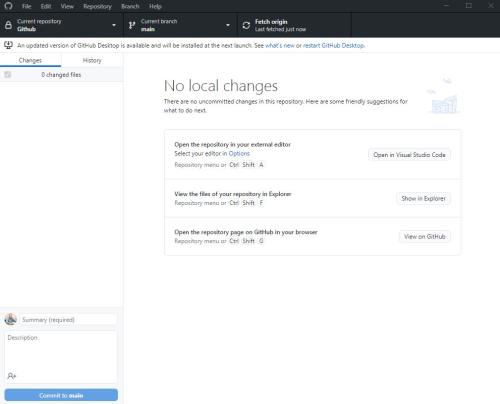 File Edit View Repository Branch Help
Current repository
Github
Current branch
main
Fetch origin
Last fetched just now
An updated version of GitHub Desktop is available and will be installed at the next launch. See what's new or restart GitHub Desktop.
Changes
History
0 changed files
No local changes
There are no uncommitted changes in this repository. Here are some friendly suggestions for
what to do next.
Open the repository in your external editor
Select your editor in Options
Repository menu or Ctrl Shift A
Open in Visual Studio Code
View the files of your repository in Explorer
Repository menu or Ctrl Shift F
Show in Explorer
Open the repository page on GitHub in your browser
Repository menu or Ctrl Shift G
View on GitHub
Summary (required)
Description
Commit to main